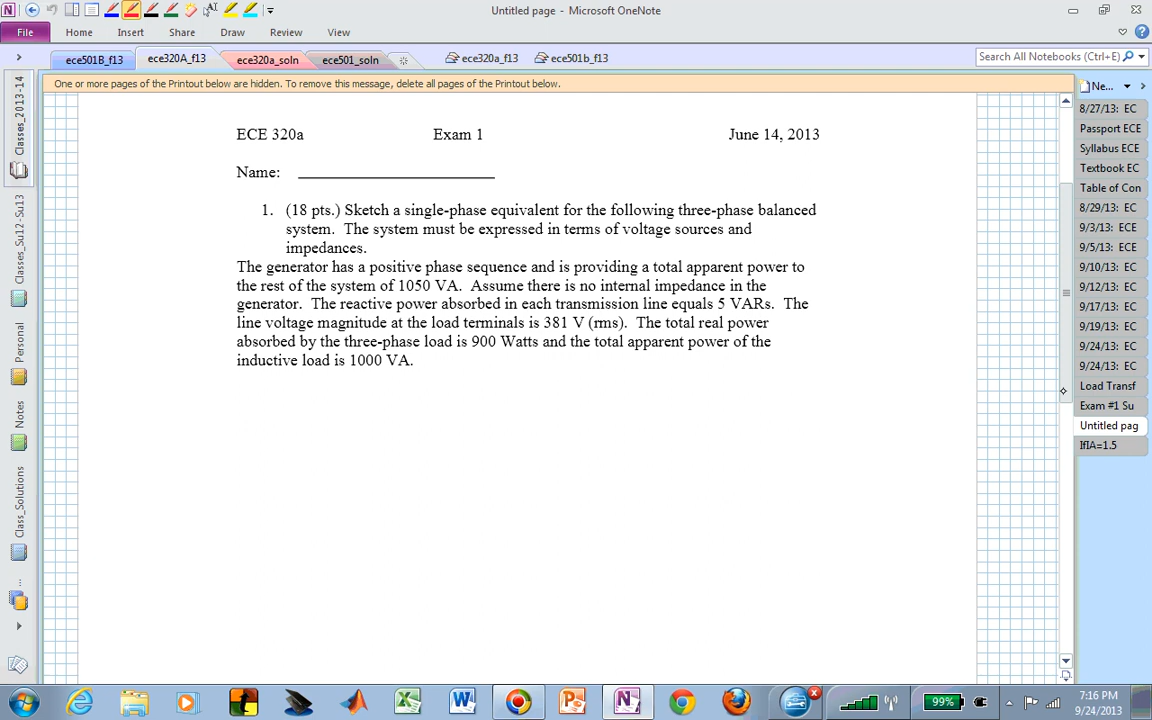 Untitled page - Microsoft OneNote
File Home Insert Share Draw Review View
ece501B_f13 ece320A_f13 ece320a_soln ece501_soln ece320a_f13 ece501b_f13 Search All Notebooks (Ctrl+E)
One or more pages of the Printout below are hidden. To remove this message, delete all pages of the Printout below.
Ne...
Classes_2013-14
Classes_Su12-Su13
Personal
Notes
Class_Solutions
...
ECE 320a Exam 1 June 14, 2013
Name:
1. (18 pts.) Sketch a single-phase equivalent for the following three-phase balanced
system. The system must be expressed in terms of voltage sources and
impedances.
The generator has a positive phase sequence and is providing a total apparent power to
the rest of the system of 1050 VA. Assume there is no internal impedance in the
generator. The reactive power absorbed in each transmission line equals 5 VARs. The
line voltage magnitude at the load terminals is 381 V (rms). The total real power
absorbed by the three-phase load is 900 Watts and the total apparent power of the
inductive load is 1000 VA.
8/27/13: EC
Passport ECE
Syllabus ECE
Textbook EC
Table of Con
8/29/13: EC
9/3/13: ECE
9/5/13: ECE
9/10/13: EC
9/12/13: EC
9/17/13: EC
9/19/13: EC
9/24/13: EC
9/24/13: EC
Load Transf
Exam #1 Su
Untitled pag
IfIA=1.5
99%
7:16 PM
9/24/2013